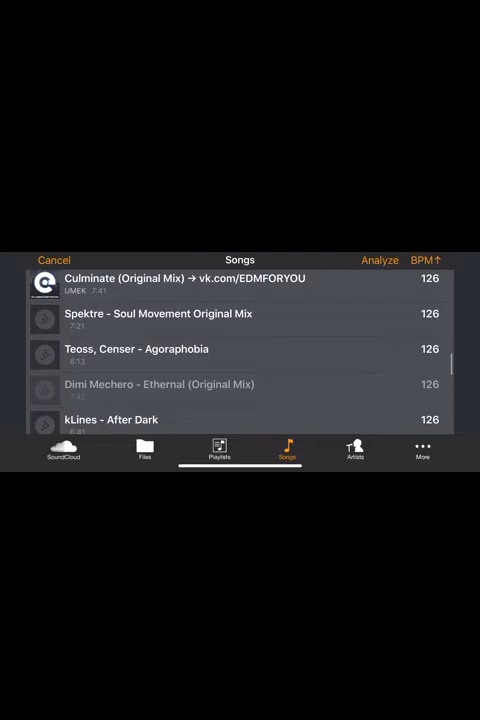 Cancel Songs Analyze BPM↑
Culminate (Original Mix) → vk.com/EDMFORYOU 126
UMEK 7:41
Spektre - Soul Movement Original Mix 126
7:21
Teoss, Censer - Agoraphobia 126
6:13
Dimi Mechero - Ethernal (Original Mix) 126
7:42
kLines - After Dark 126
6:41
SoundCloud Files Playlists Songs Artists More